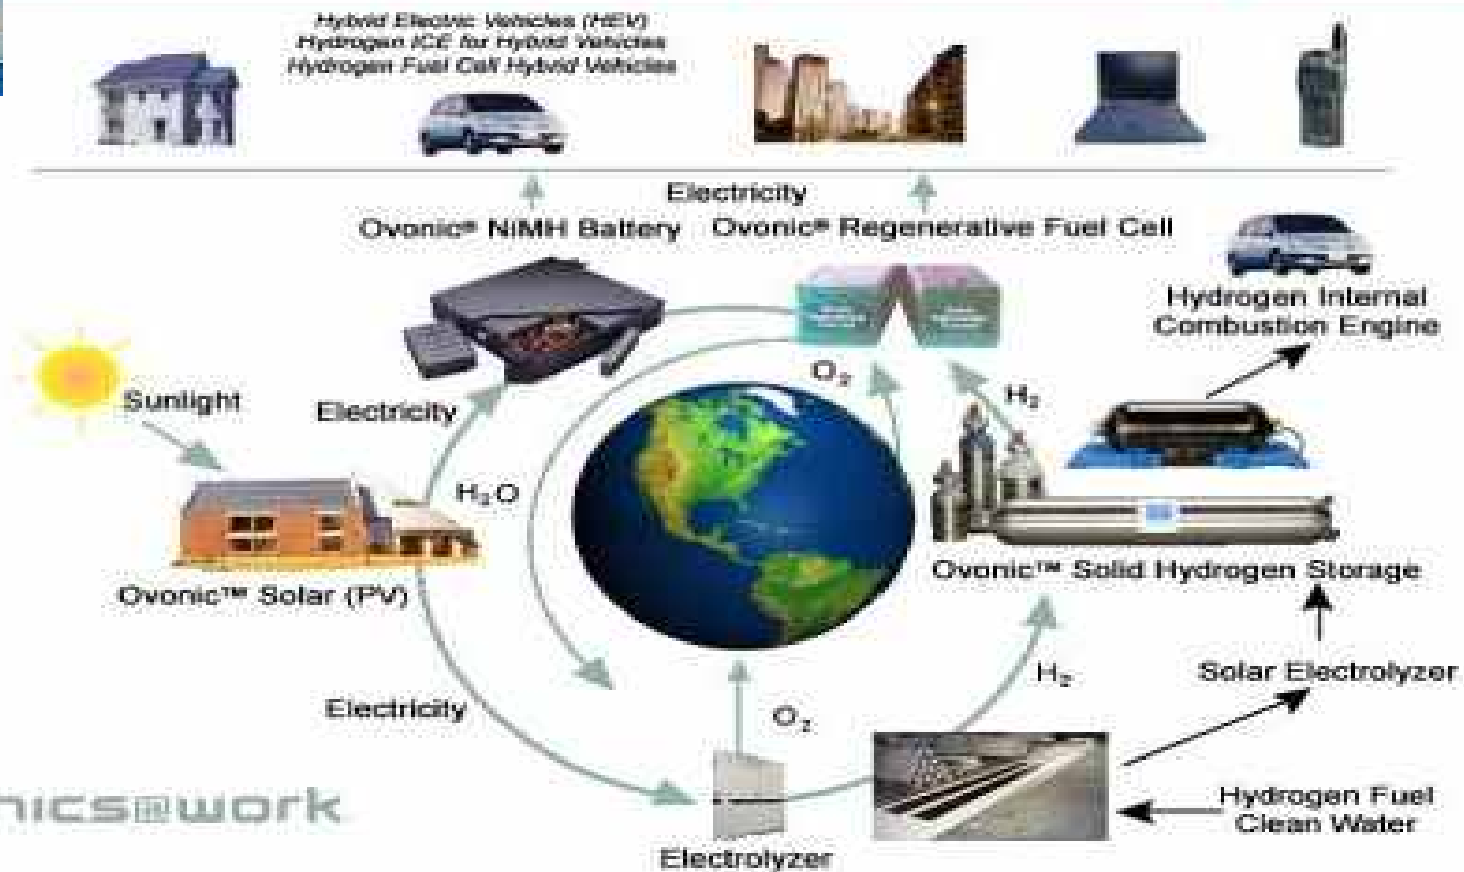 Hybrid Electric Vehicles (HEV)
Hydrogen ICE for Hybrid Vehicles
Hydrogen Fuel Cell Hybrid Vehicles
Electricity
Ovonic® NiMH Battery
Ovonic® Regenerative Fuel Cell
Hydrogen Internal
Combustion Engine
Sunlight
Electricity
O₂
H₂
H₂O
Ovonic™ Solar (PV)
Ovonic™ Solid Hydrogen Storage
Electricity
O₂
H₂
Solar Electrolyzer
Hydrogen Fuel
Clean Water
nics@work
Electrolyzer